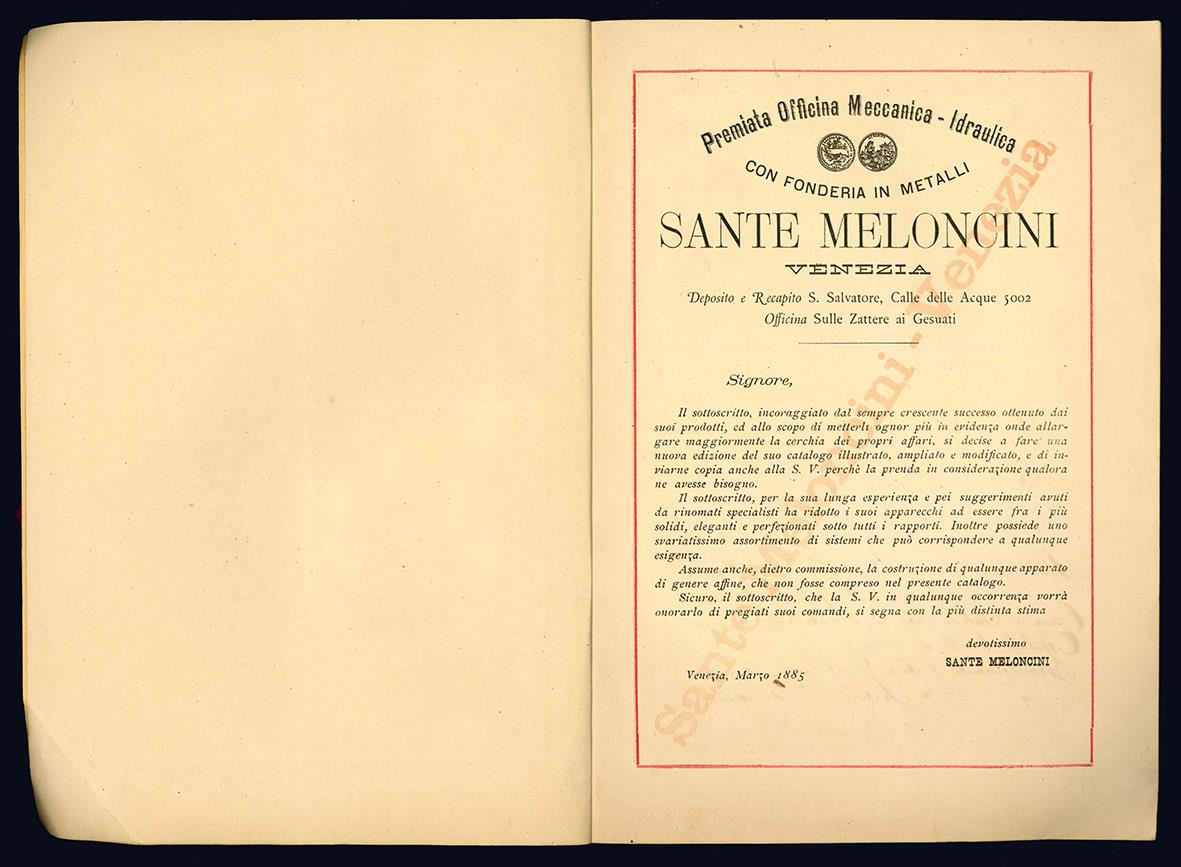 Premiata Officina Meccanica - Idraulica
CON FONDERIA IN METALLI
SANTE MELONCINI
VENEZIA
Deposito e Recapito S. Salvatore, Calle delle Acque 5002
Officina Sulle Zattere ai Gesuati
Signore,
Il sottoscritto, incoraggiato dal sempre crescente successo ottenuto dai
suoi prodotti, ed allo scopo di metterli ognor più in evidenza onde allar-
gare maggiormente la cerchia dei propri affari, si decise a fare una
nuova edizione del suo catalogo illustrato, ampliato e modificato, e di in-
viarne copia anche alla S. V. perchè la prenda in considerazione qualora
ne avesse bisogno.
Il sottoscritto, per la sua lunga esperienza e pei suggerimenti avuti
da rinomati specialisti ha ridotto i suoi apparecchi ad essere fra i più
solidi, eleganti e perfezionati sotto tutti i rapporti. Inoltre possiede uno
svariatissimo assortimento di sistemi che può corrispondere a qualunque
esigenza.
Assume anche, dietro commissione, la costruzione di qualunque apparato
di genere affine, che non fosse compreso nel presente catalogo.
Sicuro, il sottoscritto, che la S. V. in qualunque occorrenza vorrà
onorarlo di pregiati suoi comandi, si segna con la più distinta stima
devotissimo
SANTE MELONCINI
Venezia, Marzo 1885
Sante Meloncini - Venezia